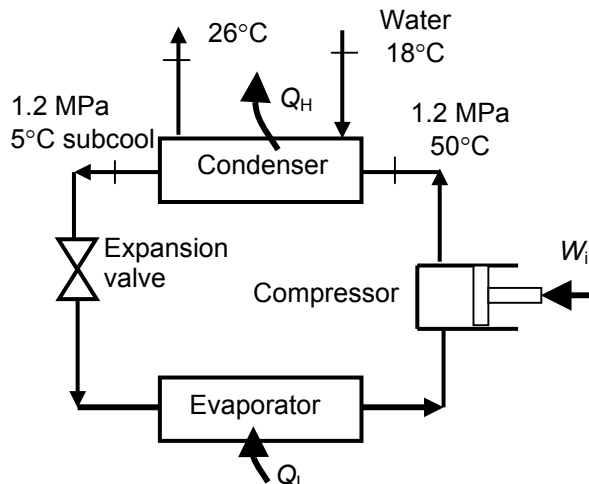 26°C
Water
18°C
Q_H
1.2 MPa
5°C subcool
Condenser
1.2 MPa
50°C
Expansion
valve
Compressor
W_i
Evaporator